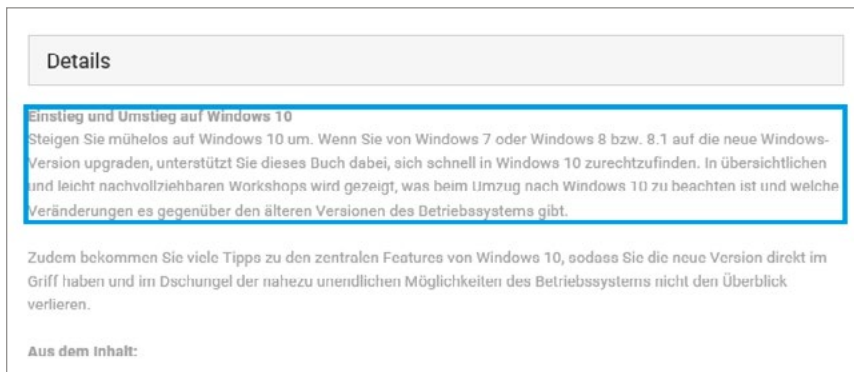 Details
Einstieg und Umstieg auf Windows 10
Steigen Sie mühelos auf Windows 10 um. Wenn Sie von Windows 7 oder Windows 8 bzw. 8.1 auf die neue Windows-
Version upgraden, unterstützt Sie dieses Buch dabei, sich schnell in Windows 10 zurechtzufinden. In übersichtlichen
und leicht nachvollziehbaren Workshops wird gezeigt, was beim Umzug nach Windows 10 zu beachten ist und welche
Veränderungen es gegenüber den älteren Versionen des Betriebssystems gibt.
Zudem bekommen Sie viele Tipps zu den zentralen Features von Windows 10, sodass Sie die neue Version direkt im
Griff haben und im Dschungel der nahezu unendlichen Möglichkeiten des Betriebssystems nicht den Überblick
verlieren.
Aus dem Inhalt: